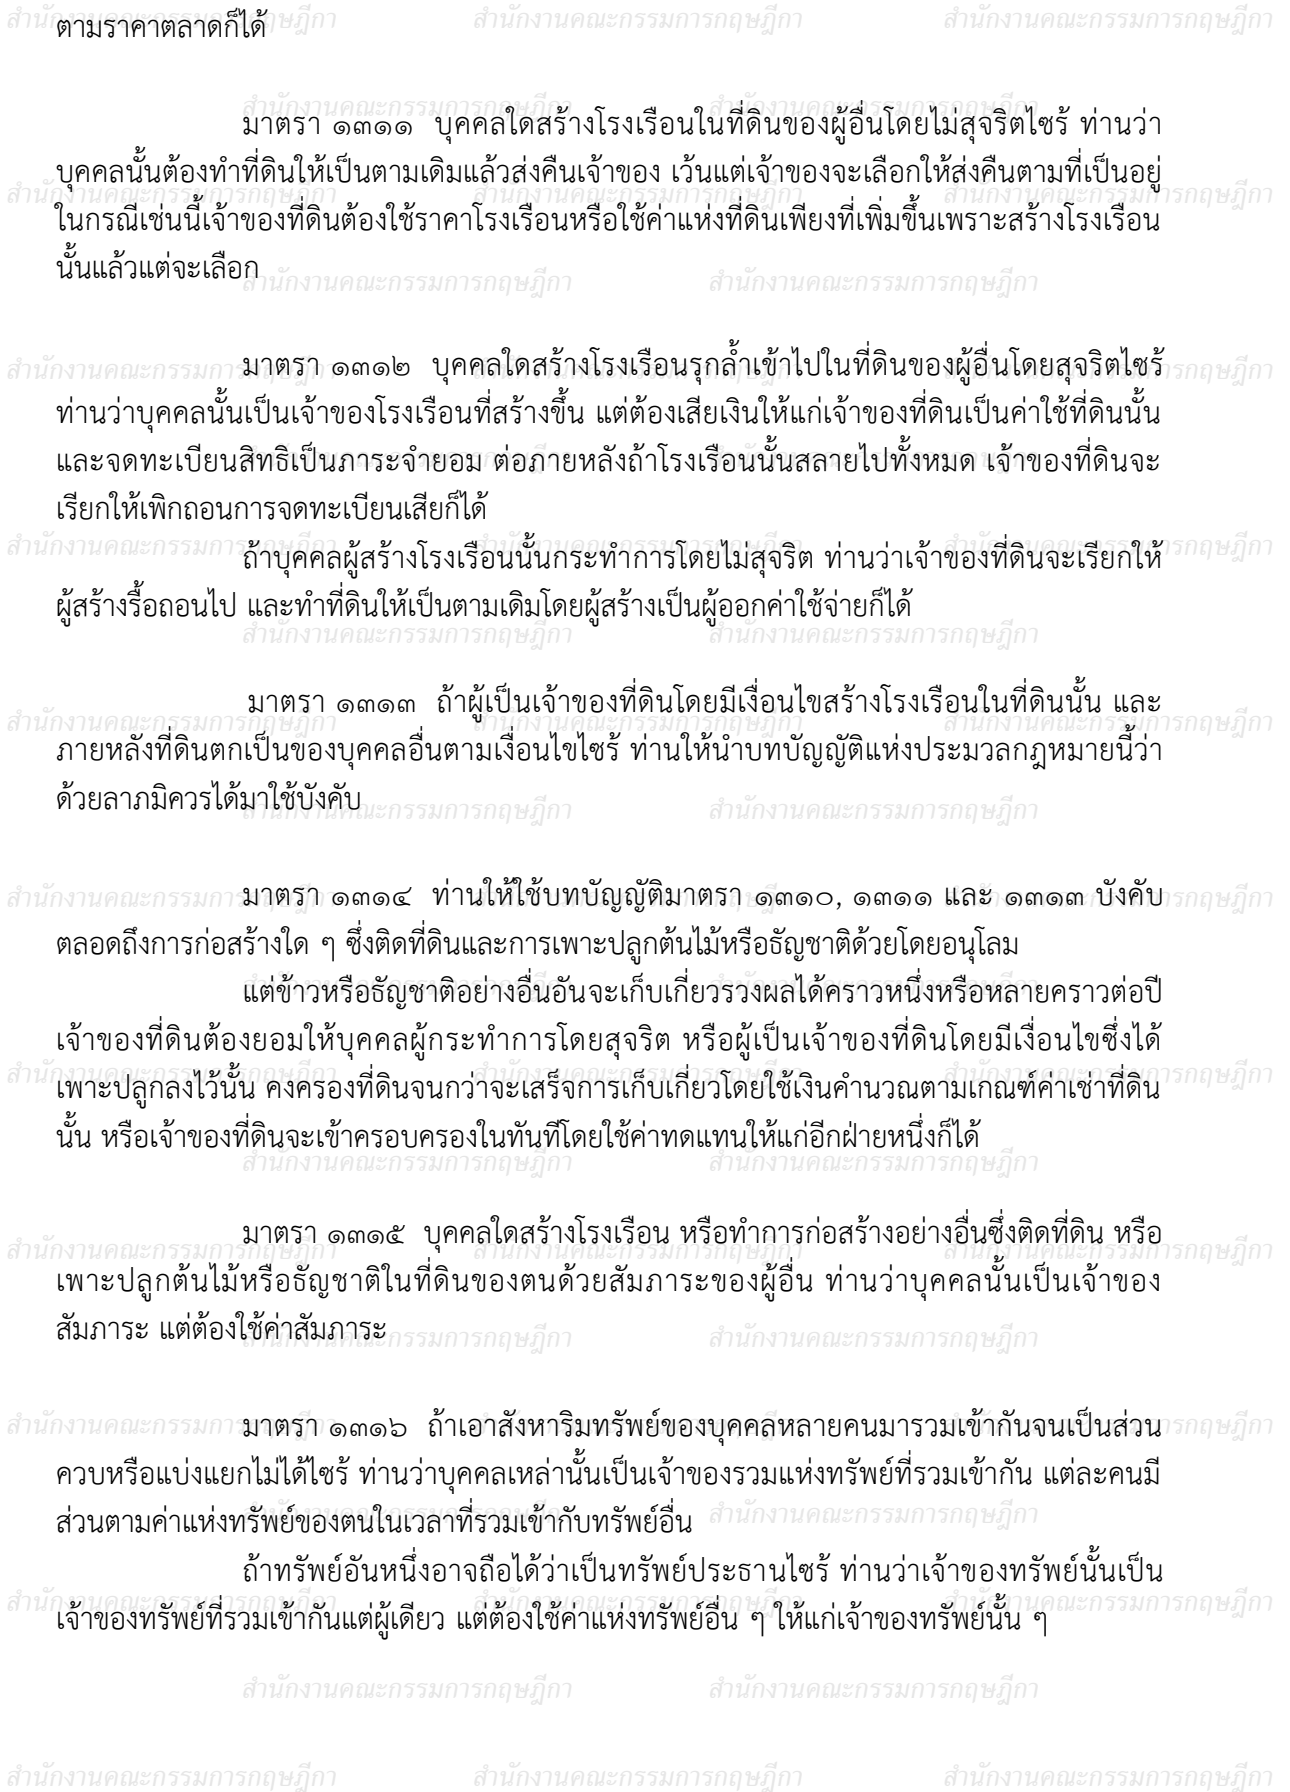 ตามราคาตลาดก็ได้
มาตรา ๑๓๑๑ บุคคลใดสร้างโรงเรือนในที่ดินของผู้อื่นโดยไม่สุจริตไซร้ ท่านว่า
บุคคลนั้นต้องทำที่ดินให้เป็นตามเดิมแล้วส่งคืนเจ้าของ เว้นแต่เจ้าของจะเลือกให้ส่งคืนตามที่เป็นอยู่
ในกรณีเช่นนี้เจ้าของที่ดินต้องใช้ราคาโรงเรือนหรือใช้ค่าแห่งที่ดินเพียงที่เพิ่มขึ้นเพราะสร้างโรงเรือน
นั้นแล้วแต่จะเลือก
มาตรา ๑๓๑๒ บุคคลใดสร้างโรงเรือนรุกล้ำเข้าไปในที่ดินของผู้อื่นโดยสุจริตไซร้
ท่านว่าบุคคลนั้นเป็นเจ้าของโรงเรือนที่สร้างขึ้น แต่ต้องเสียเงินให้แก่เจ้าของที่ดินเป็นค่าใช้ที่ดินนั้น
และจดทะเบียนสิทธิเป็นภาระจำยอม ต่อภายหลังถ้าโรงเรือนนั้นสลายไปทั้งหมด เจ้าของที่ดินจะ
เรียกให้เพิกถอนการจดทะเบียนเสียก็ได้
ถ้าบุคคลผู้สร้างโรงเรือนนั้นกระทำการโดยไม่สุจริต ท่านว่าเจ้าของที่ดินจะเรียกให้
ผู้สร้างรื้อถอนไป และทำที่ดินให้เป็นตามเดิมโดยผู้สร้างเป็นผู้ออกค่าใช้จ่ายก็ได้
มาตรา ๑๓๑๓ ถ้าผู้เป็นเจ้าของที่ดินโดยมีเงื่อนไขสร้างโรงเรือนในที่ดินนั้น และ
ภายหลังที่ดินตกเป็นของบุคคลอื่นตามเงื่อนไขไซร้ ท่านให้นำบทบัญญัติแห่งประมวลกฎหมายนี้ว่า
ด้วยลาภมิควรได้มาใช้บังคับ
มาตรา ๑๓๑๔ ท่านให้ใช้บทบัญญัติมาตรา ๑๓๑๐, ๑๓๑๑ และ ๑๓๑๓ บังคับ
ตลอดถึงการก่อสร้างใด ๆ ซึ่งติดที่ดินและการเพาะปลูกต้นไม้หรือธัญชาติด้วยโดยอนุโลม
แต่ข้าวหรือธัญชาติอย่างอื่นอันจะเก็บเกี่ยวรวงผลได้คราวหนึ่งหรือหลายคราวต่อปี
เจ้าของที่ดินต้องยอมให้บุคคลผู้กระทำการโดยสุจริต หรือผู้เป็นเจ้าของที่ดินโดยมีเงื่อนไขซึ่งได้
เพาะปลูกลงไว้นั้น คงครองที่ดินจนกว่าจะเสร็จการเก็บเกี่ยวโดยใช้เงินคำนวณตามเกณฑ์ค่าเช่าที่ดิน
นั้น หรือเจ้าของที่ดินจะเข้าครอบครองในทันทีโดยใช้ค่าทดแทนให้แก่อีกฝ่ายหนึ่งก็ได้
มาตรา ๑๓๑๕ บุคคลใดสร้างโรงเรือน หรือทำการก่อสร้างอย่างอื่นซึ่งติดที่ดิน หรือ
เพาะปลูกต้นไม้หรือธัญชาติในที่ดินของตนด้วยสัมภาระของผู้อื่น ท่านว่าบุคคลนั้นเป็นเจ้าของ
สัมภาระ แต่ต้องใช้ค่าสัมภาระ
มาตรา ๑๓๑๖ ถ้าเอาสังหาริมทรัพย์ของบุคคลหลายคนมารวมเข้ากันจนเป็นส่วน
ควบหรือแบ่งแยกไม่ได้ไซร้ ท่านว่าบุคคลเหล่านั้นเป็นเจ้าของรวมแห่งทรัพย์ที่รวมเข้ากัน แต่ละคนมี
ส่วนตามค่าแห่งทรัพย์ของตนในเวลาที่รวมเข้ากับทรัพย์อื่น
ถ้าทรัพย์อันหนึ่งอาจถือได้ว่าเป็นทรัพย์ประธานไซร้ ท่านว่าเจ้าของทรัพย์นั้นเป็น
เจ้าของทรัพย์ที่รวมเข้ากันแต่ผู้เดียว แต่ต้องใช้ค่าแห่งทรัพย์อื่น ๆ ให้แก่เจ้าของทรัพย์นั้น ๆ